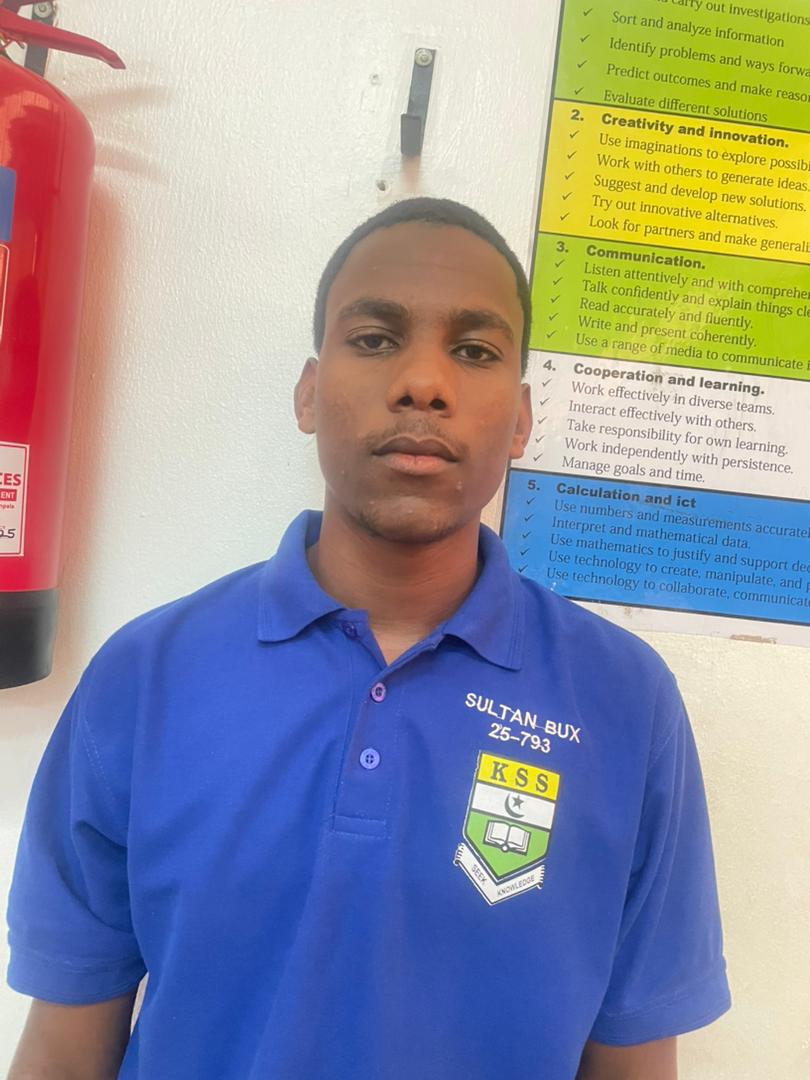 carry out investigations
Sort and analyze information
Identify problems and ways
Predict outcomes and make
Evaluate different solutions
2. Creativity and innovation.
Use imaginations to explore
Work with others to generate ideas.
Suggest and develop new solutions.
Try out innovative alternatives.
Look for partners and make
3. Communication.
Listen attentively and with
Talk confidently and explain things
Read accurately and fluently.
Write and present coherently.
Use a range of media to communicate
4. Cooperation and learning.
Work effectively in diverse teams.
Interact effectively with others.
Take responsibility for own learning.
Work independently with persistence.
Manage goals and time.
5. Calculation and ict
Use numbers and measurements
Interpret and mathematical data.
Use mathematics to justify and support
Use technology to create, manipulate, and
Use technology to collaborate,
SULTAN BUX
25-793
KSS
SEEK KNOWLEDGE